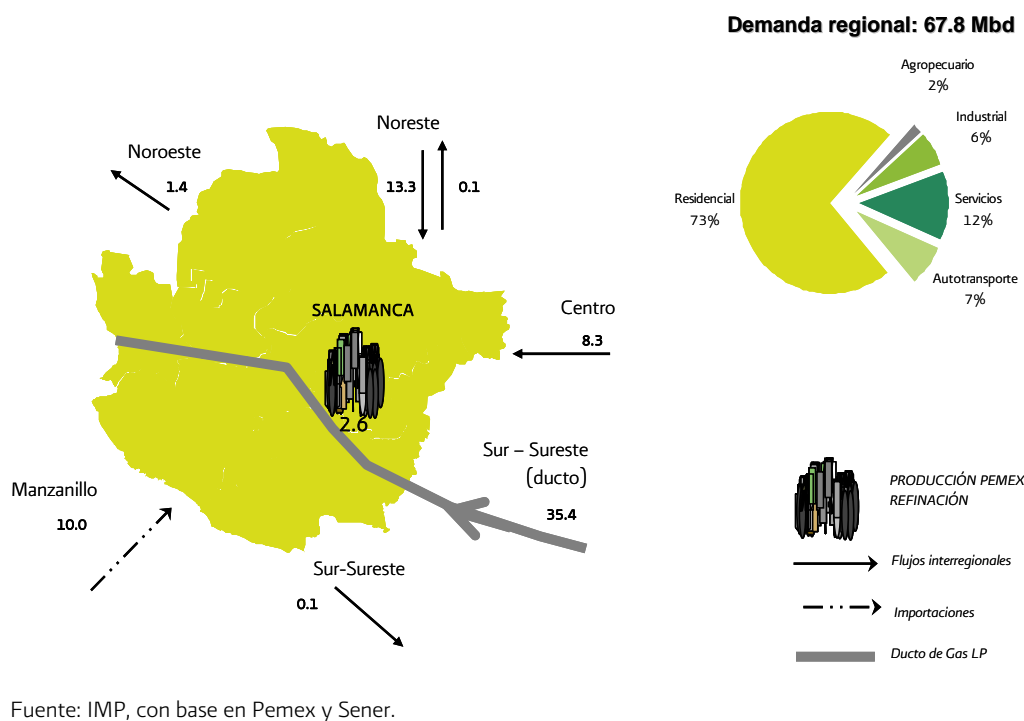 Demanda regional: 67.8 Mbd
Agropecuario
2%
Industrial
6%
Residencial
73%
Servicios
12%
Autotransporte
7%
Noreste
13.3
0.1
Noroeste
1.4
SALAMANCA
2.6
Centro
8.3
Sur – Sureste
(ducto)
35.4
Manzanillo
10.0
Sur-Sureste
0.1
PRODUCCIÓN PEMEX
REFINACIÓN
Flujos interregionales
Importaciones
Ducto de Gas LP
Fuente: IMP, con base en Pemex y Sener.